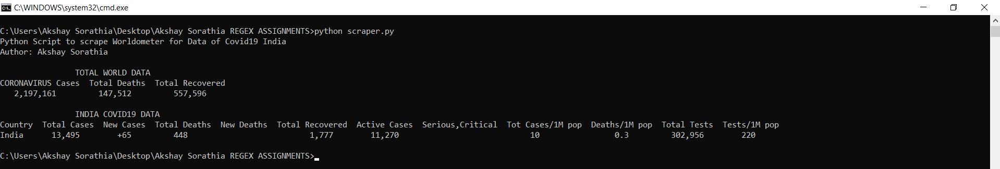 C:\WINDOWS\system32\cmd.exe
C:\Users\Akshay Sorathia\Desktop\Akshay Sorathia REGEX ASSIGNMENTS>python scraper.py
Python Script to scrape Worldometer for Data of Covid19 India
Author: Akshay Sorathia
TOTAL WORLD DATA
CORONAVIRUS Cases  Total Deaths  Total Recovered
2,197,161  147,512  557,596
INDIA COVID19 DATA
Country  Total Cases  New Cases  Total Deaths  New Deaths  Total Recovered  Active Cases  Serious,Critical  Tot Cases/1M pop  Deaths/1M pop  Total Tests  Tests/1M pop
India  13,495  +65  448  1,777  11,270  10  0.3  302,956  220
C:\Users\Akshay Sorathia\Desktop\Akshay Sorathia REGEX ASSIGNMENTS>